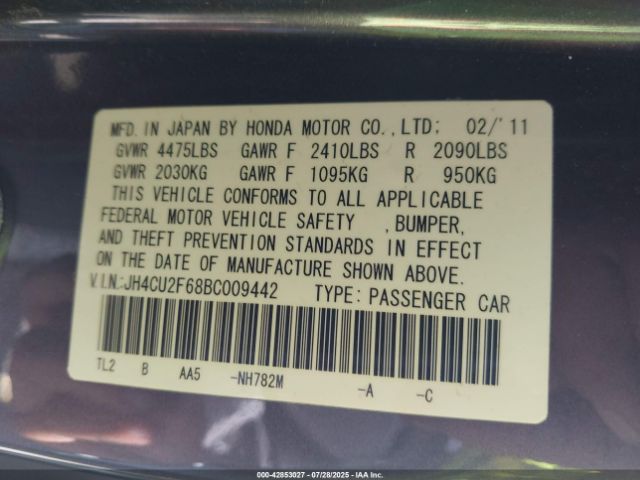 MFD. IN JAPAN BY HONDA MOTOR CO., LTD; 02/'11
GVWR 4475LBS GAWR F 2410LBS R 2090LBS
GVWR 2030KG GAWR F 1095KG R 950KG
THIS VEHICLE CONFORMS TO ALL APPLICABLE
FEDERAL MOTOR VEHICLE SAFETY , BUMPER,
AND THEFT PREVENTION STANDARDS IN EFFECT
ON THE DATE OF MANUFACTURE SHOWN ABOVE.
V.I.N.:JH4CU2F68BC009442 TYPE: PASSENGER CAR
TL2 B AA5 -NH782M -A -C
000-42853027 - 07/28/2025 - IAAI.COM